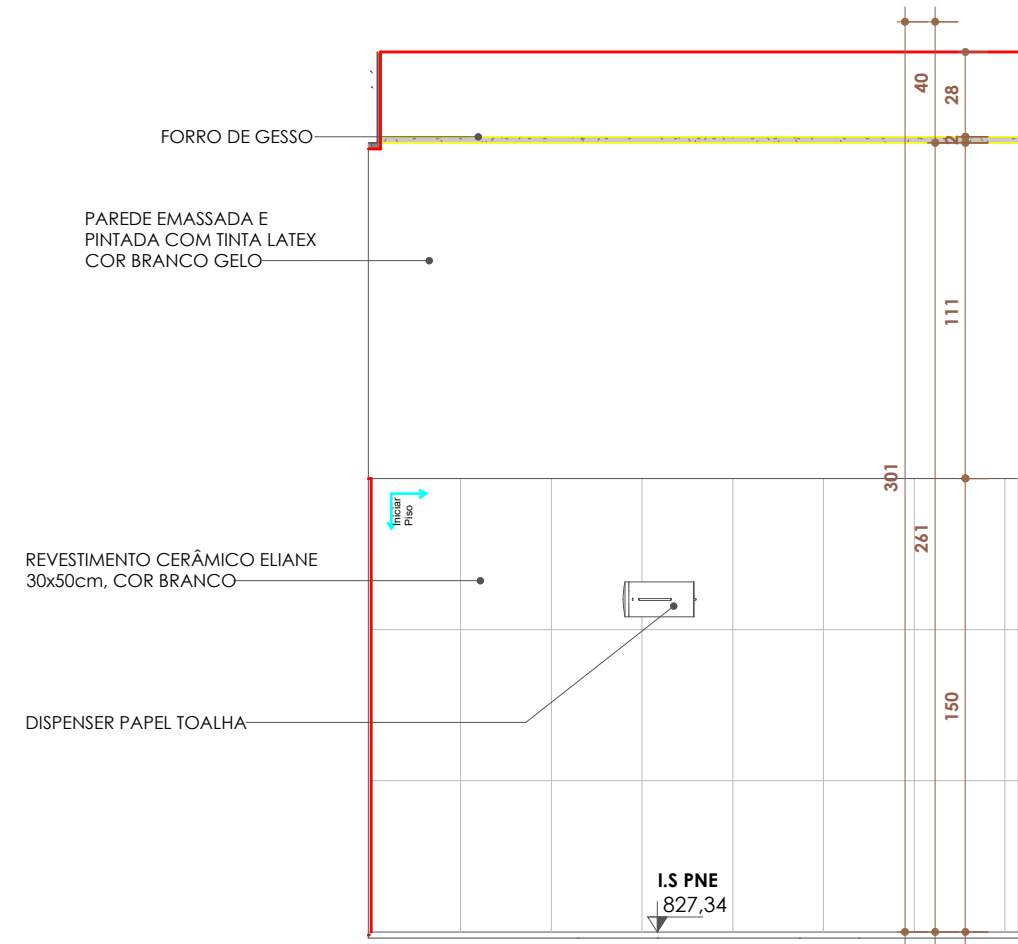 40
28
2
FORRO DE GESSO
PAREDE EMASSADA E
PINTADA COM TINTA LATEX
COR BRANCO GELO
111
301
261
Iniciar
Piso
REVESTIMENTO CERÂMICO ELIANE
30x50cm, COR BRANCO
DISPENSER PAPEL TOALHA
150
I.S PNE
827,34